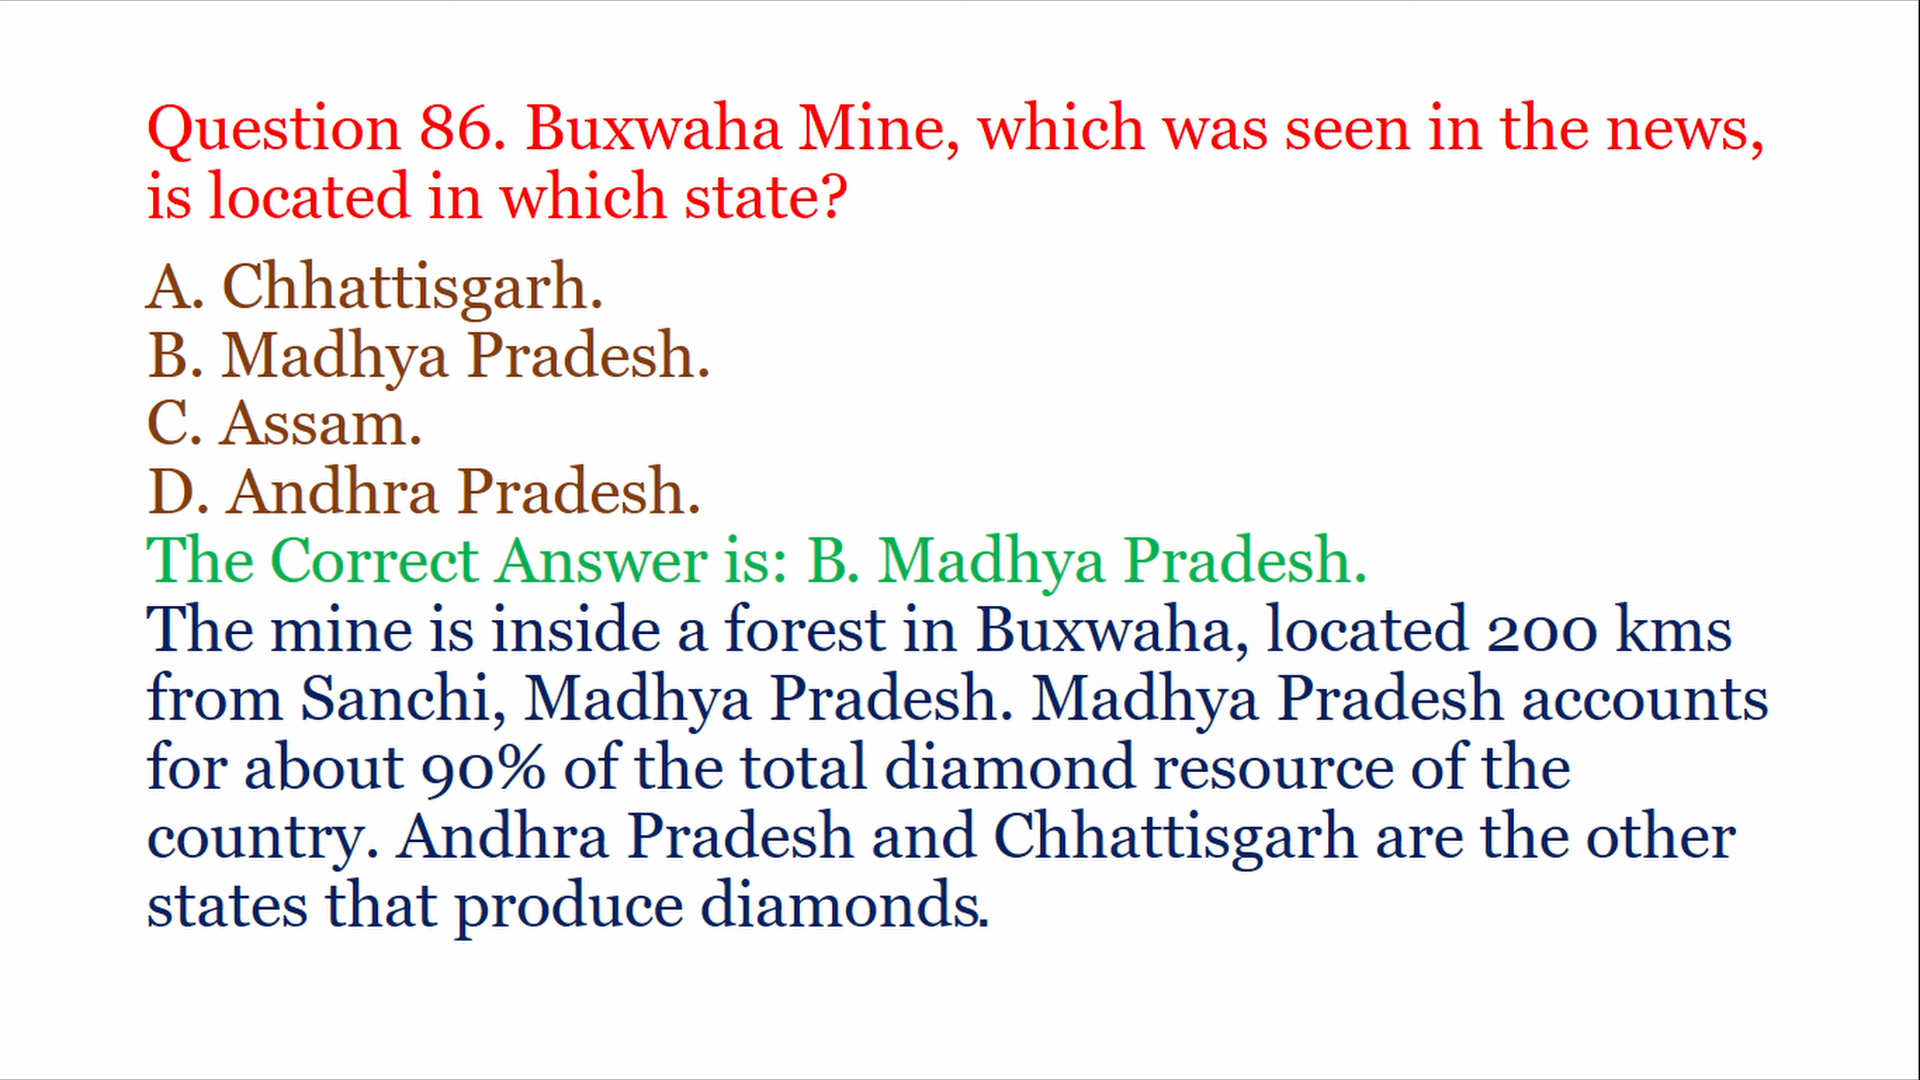 Question 86. Buxwaha Mine, which was seen in the news,
is located in which state?
A. Chhattisgarh.
B. Madhya Pradesh.
C. Assam.
D. Andhra Pradesh.
The Correct Answer is: B. Madhya Pradesh.
The mine is inside a forest in Buxwaha, located 200 kms
from Sanchi, Madhya Pradesh. Madhya Pradesh accounts
for about 90% of the total diamond resource of the
country. Andhra Pradesh and Chhattisgarh are the other
states that produce diamonds.